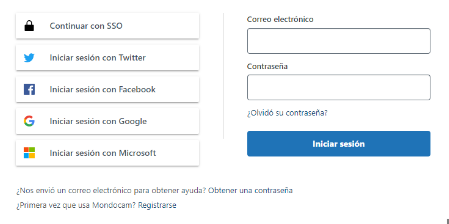 Continuar con SSO
Iniciar sesión con Twitter
Iniciar sesión con Facebook
Iniciar sesión con Google
Iniciar sesión con Microsoft
Correo electrónico
Contraseña
¿Olvidó su contraseña?
Iniciar sesión
¿Nos envió un correo electrónico para obtener ayuda? Obtener una contraseña
¿Primera vez que usa Mondocam? Registrarse